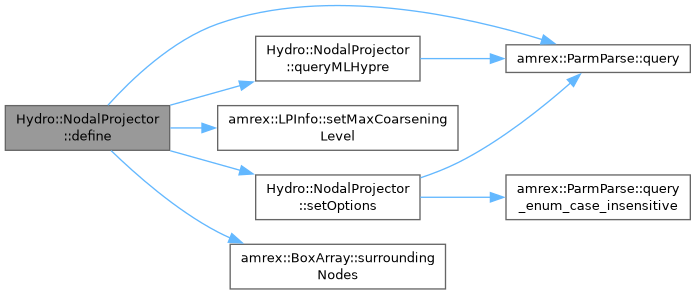 Hydro::NodalProjector
::define
Hydro::NodalProjector
::queryMLHypre
amrex::ParmParse::query
amrex::LPInfo::setMaxCoarsening
Level
Hydro::NodalProjector
::setOptions
amrex::ParmParse::query
_enum_case_insensitive
amrex::BoxArray::surrounding
Nodes